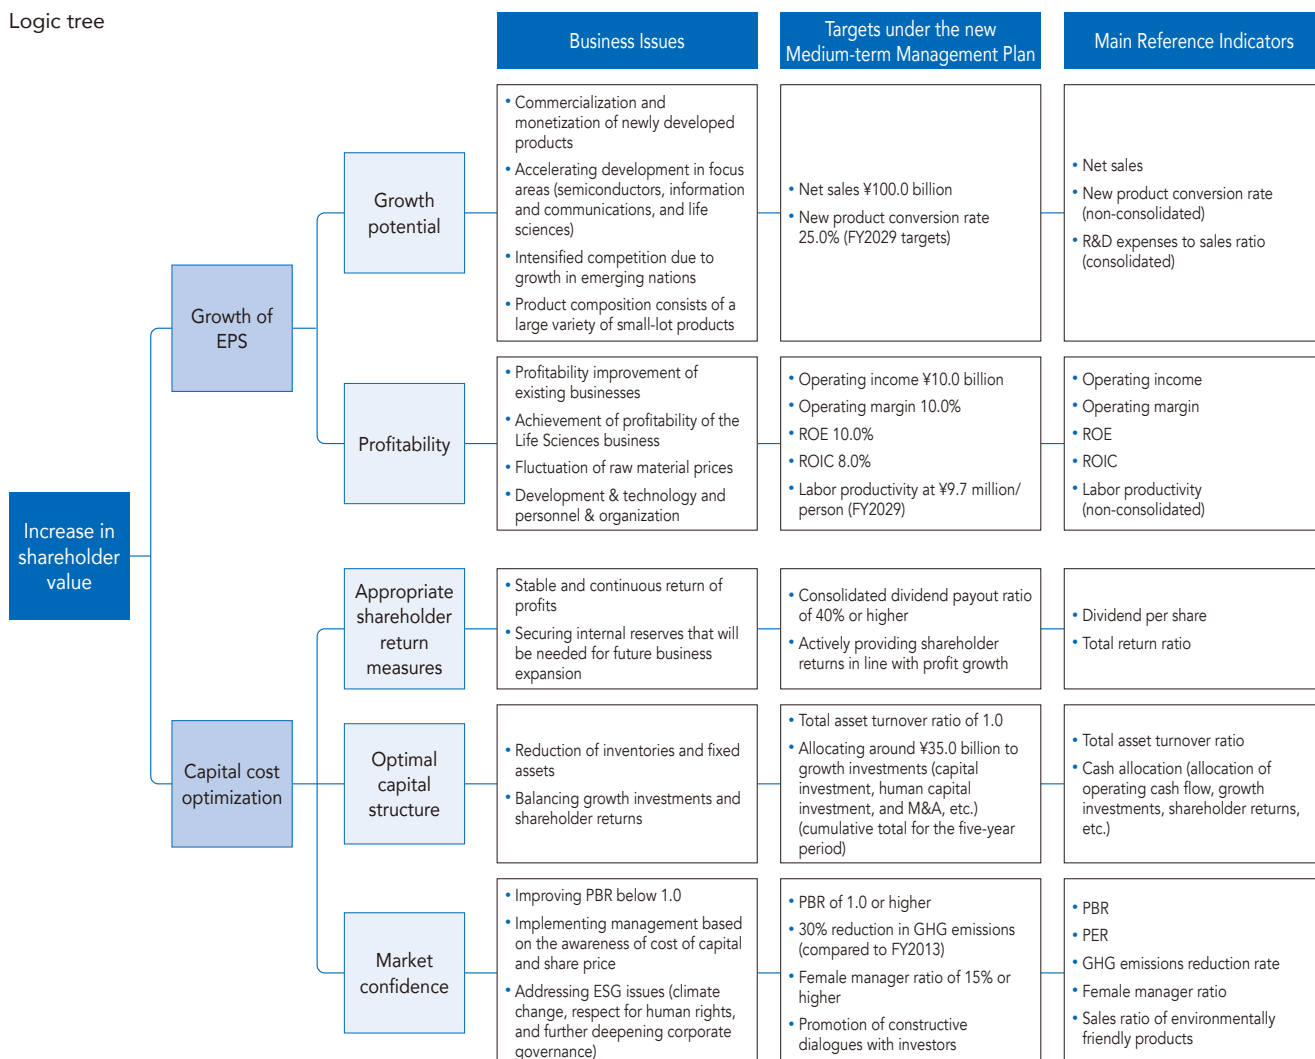 Logic tree
Business Issues
Targets under the new
Medium-term Management Plan
Main Reference Indicators
Increase in
shareholder
value
Growth of
EPS
Growth
potential
• Commercialization and
monetization of newly developed
products
• Accelerating development in focus
areas (semiconductors, information
and communications, and life
sciences)
• Intensified competition due to
growth in emerging nations
• Product composition consists of a
large variety of small-lot products
• Net sales ¥100.0 billion
• New product conversion rate
25.0% (FY2029 targets)
• Net sales
• New product conversion rate
(non-consolidated)
• R&D expenses to sales ratio
(consolidated)
Profitability
• Profitability improvement of
existing businesses
• Achievement of profitability of the
Life Sciences business
• Fluctuation of raw material prices
• Development & technology and
personnel & organization
• Operating income ¥10.0 billion
• Operating margin 10.0%
• ROE 10.0%
• ROIC 8.0%
• Labor productivity at ¥9.7 million/
person (FY2029)
• Operating income
• Operating margin
• ROE
• ROIC
• Labor productivity
(non-consolidated)
Capital cost
optimization
Appropriate
shareholder
return
measures
• Stable and continuous return of
profits
• Securing internal reserves that will
be needed for future business
expansion
• Consolidated dividend payout ratio
of 40% or higher
• Actively providing shareholder
returns in line with profit growth
• Dividend per share
• Total return ratio
Optimal
capital
structure
• Reduction of inventories and fixed
assets
• Balancing growth investments and
shareholder returns
• Total asset turnover ratio of 1.0
• Allocating around ¥35.0 billion to
growth investments (capital
investment, human capital
investment, and M&A, etc.)
(cumulative total for the five-year
period)
• Total asset turnover ratio
• Cash allocation (allocation of
operating cash flow, growth
investments, shareholder returns,
etc.)
Market
confidence
• Improving PBR below 1.0
• Implementing management based
on the awareness of cost of capital
and share price
• Addressing ESG issues (climate
change, respect for human rights,
and further deepening corporate
governance)
• PBR of 1.0 or higher
• 30% reduction in GHG emissions
(compared to FY2013)
• Female manager ratio of 15% or
higher
• Promotion of constructive
dialogues with investors
• PBR
• PER
• GHG emissions reduction rate
• Female manager ratio
• Sales ratio of environmentally
friendly products